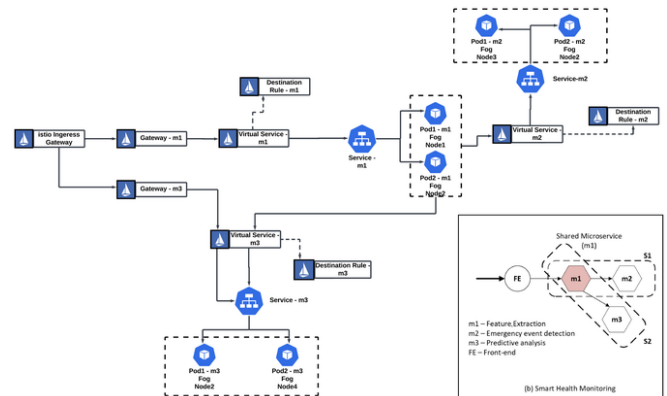 Pod1 - m2
Fog
Node3
Pod2 - m2
Fog
Node2
Service-m2
Destination
Rule - m1
Destination
Rule - m2
istio Ingeress
Gateway
Gateway - m1
Virtual Service -
m1
Service -
m1
Pod1 - m1
Fog
Node1
Pod2 - m1
Fog
Node2
Virtual Service -
m2
Gateway - m3
Virtual Service -
m3
Destination Rule -
m3
Service - m3
Pod1 - m3
Fog
Node2
Pod2 - m3
Fog
Node4
Shared Microservice
(m1)
S1
FE
m1
m2
m3
S2
m1 – Feature,Extraction
m2 – Emergency event detection
m3 – Predictive analysis
FE – Front-end
(b) Smart Health Monitoring